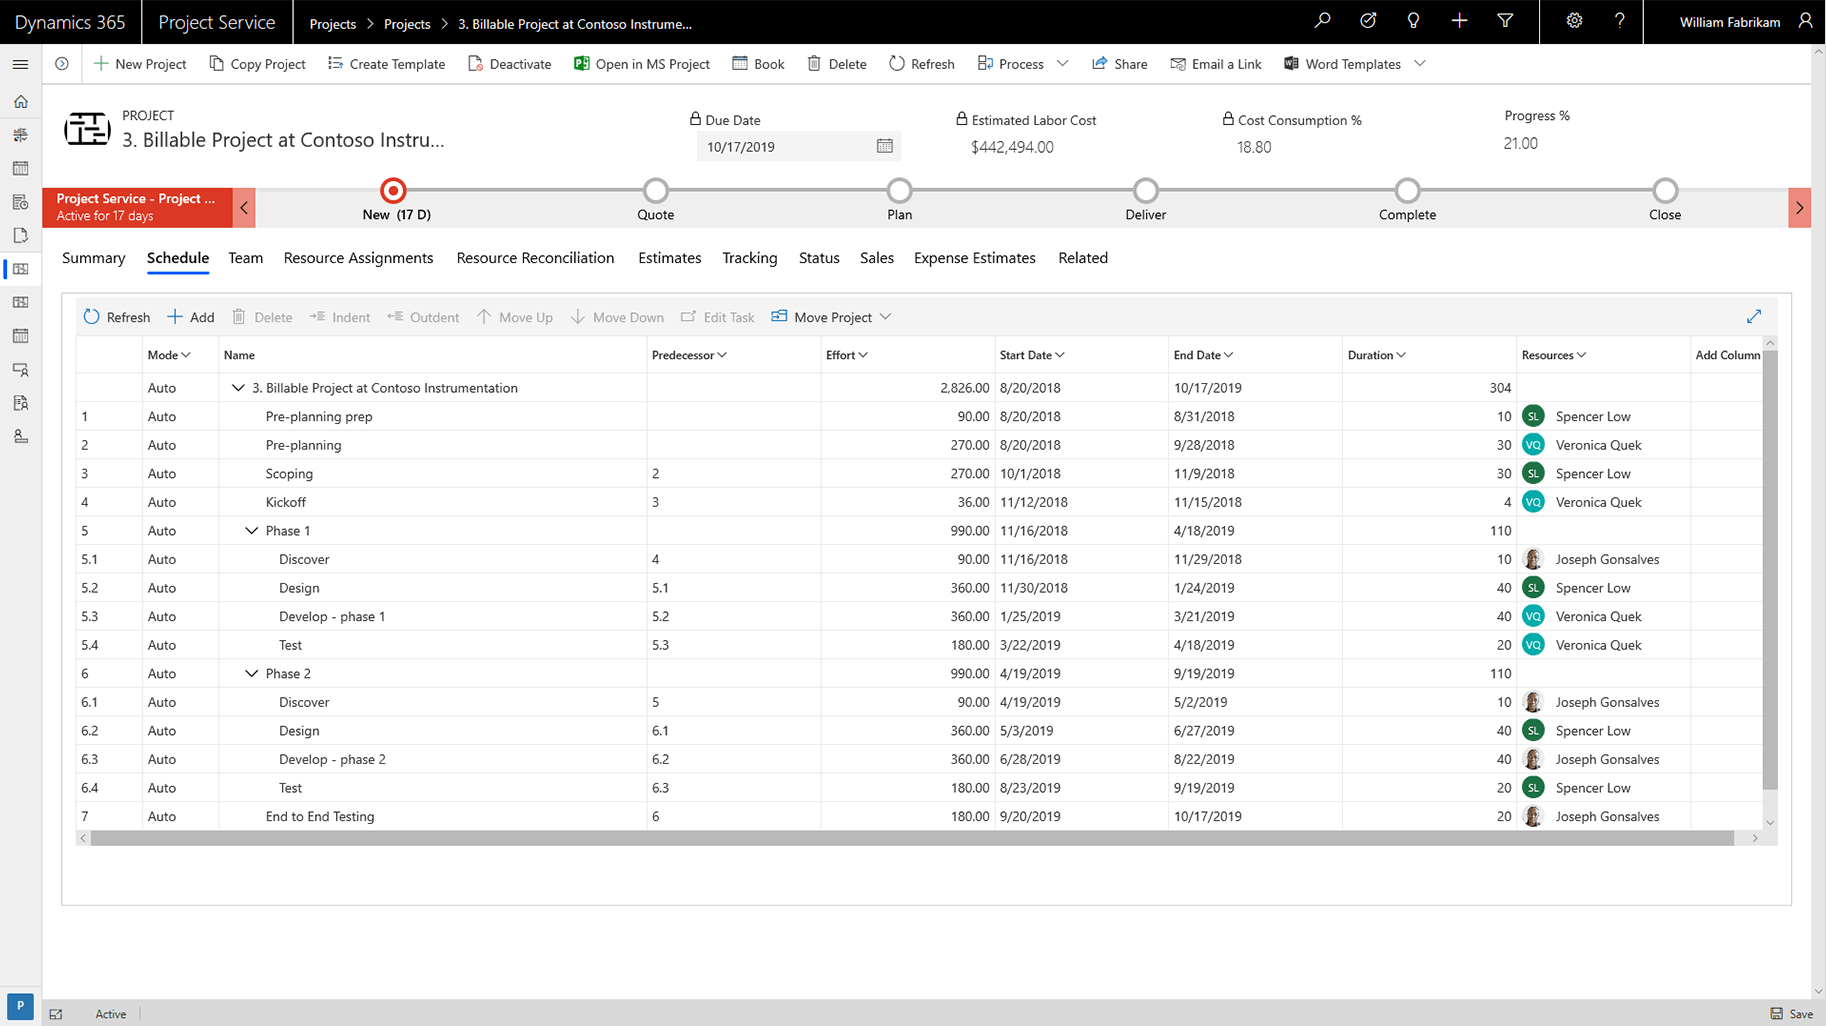 Dynamics 365 Project Service Projects > Projects > 3. Billable Project at Contoso Instrume... ? William Fabrikam
New Project Copy Project Create Template Deactivate Open in MS Project Book Delete Refresh Process Share Email a Link Word Templates
PROJECT
3. Billable Project at Contoso Instru...
Due Date
10/17/2019
Estimated Labor Cost
$442,494.00
Cost Consumption %
18.80
Progress %
21.00
Project Service - Project ...
Active for 17 days
New (17 D) Quote Plan Deliver Complete Close
Summary Schedule Team Resource Assignments Resource Reconciliation Estimates Tracking Status Sales Expense Estimates Related
Refresh Add Delete Indent Outdent Move Up Move Down Edit Task Move Project
Mode Name Predecessor Effort Start Date End Date Duration Resources Add Column
Auto 3. Billable Project at Contoso Instrumentation 2,826.00 8/20/2018 10/17/2019 304
1 Auto Pre-planning prep 90.00 8/20/2018 8/31/2018 10 SL Spencer Low
2 Auto Pre-planning 270.00 8/20/2018 9/28/2018 30 VQ Veronica Quek
3 Auto Scoping 2 270.00 10/1/2018 11/9/2018 30 SL Spencer Low
4 Auto Kickoff 3 36.00 11/12/2018 11/15/2018 4 VQ Veronica Quek
5 Auto Phase 1 990.00 11/16/2018 4/18/2019 110
5.1 Auto Discover 4 90.00 11/16/2018 11/29/2018 10 Joseph Gonsalves
5.2 Auto Design 5.1 360.00 11/30/2018 1/24/2019 40 SL Spencer Low
5.3 Auto Develop - phase 1 5.2 360.00 1/25/2019 3/21/2019 40 VQ Veronica Quek
5.4 Auto Test 5.3 180.00 3/22/2019 4/18/2019 20 VQ Veronica Quek
6 Auto Phase 2 990.00 4/19/2019 9/19/2019 110
6.1 Auto Discover 5 90.00 4/19/2019 5/2/2019 10 Joseph Gonsalves
6.2 Auto Design 6.1 360.00 5/3/2019 6/27/2019 40 SL Spencer Low
6.3 Auto Develop - phase 2 6.2 360.00 6/28/2019 8/22/2019 40 Joseph Gonsalves
6.4 Auto Test 6.3 180.00 8/23/2019 9/19/2019 20 SL Spencer Low
7 Auto End to End Testing 6 180.00 9/20/2019 10/17/2019 20 Joseph Gonsalves
P Active Save